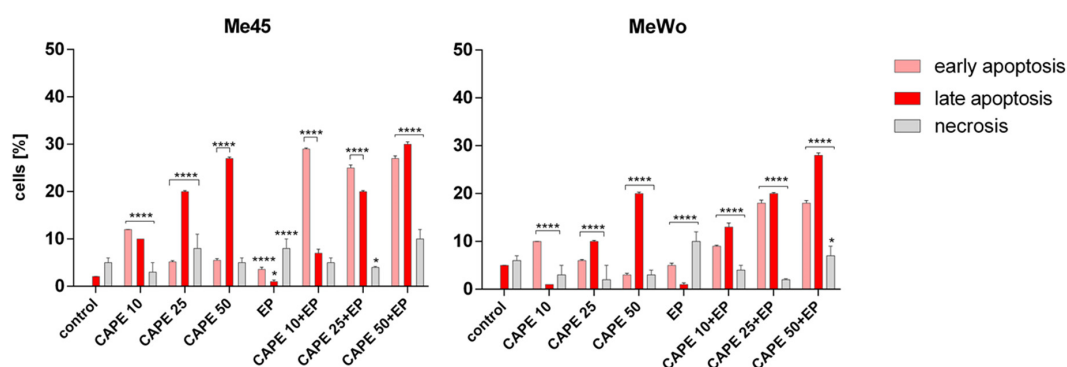 Me45
MeWo
early apoptosis
late apoptosis
necrosis
cells [%]
50
40
30
20
10
0
control
CAPE 10
CAPE 25
CAPE 50
EP
CAPE 10+EP
CAPE 25+EP
CAPE 50+EP
****
****
****
****
*
****
****
****
*
****
50
40
30
20
10
0
control
CAPE 10
CAPE 25
CAPE 50
EP
CAPE 10+EP
CAPE 25+EP
CAPE 50+EP
****
****
****
****
****
****
****
*